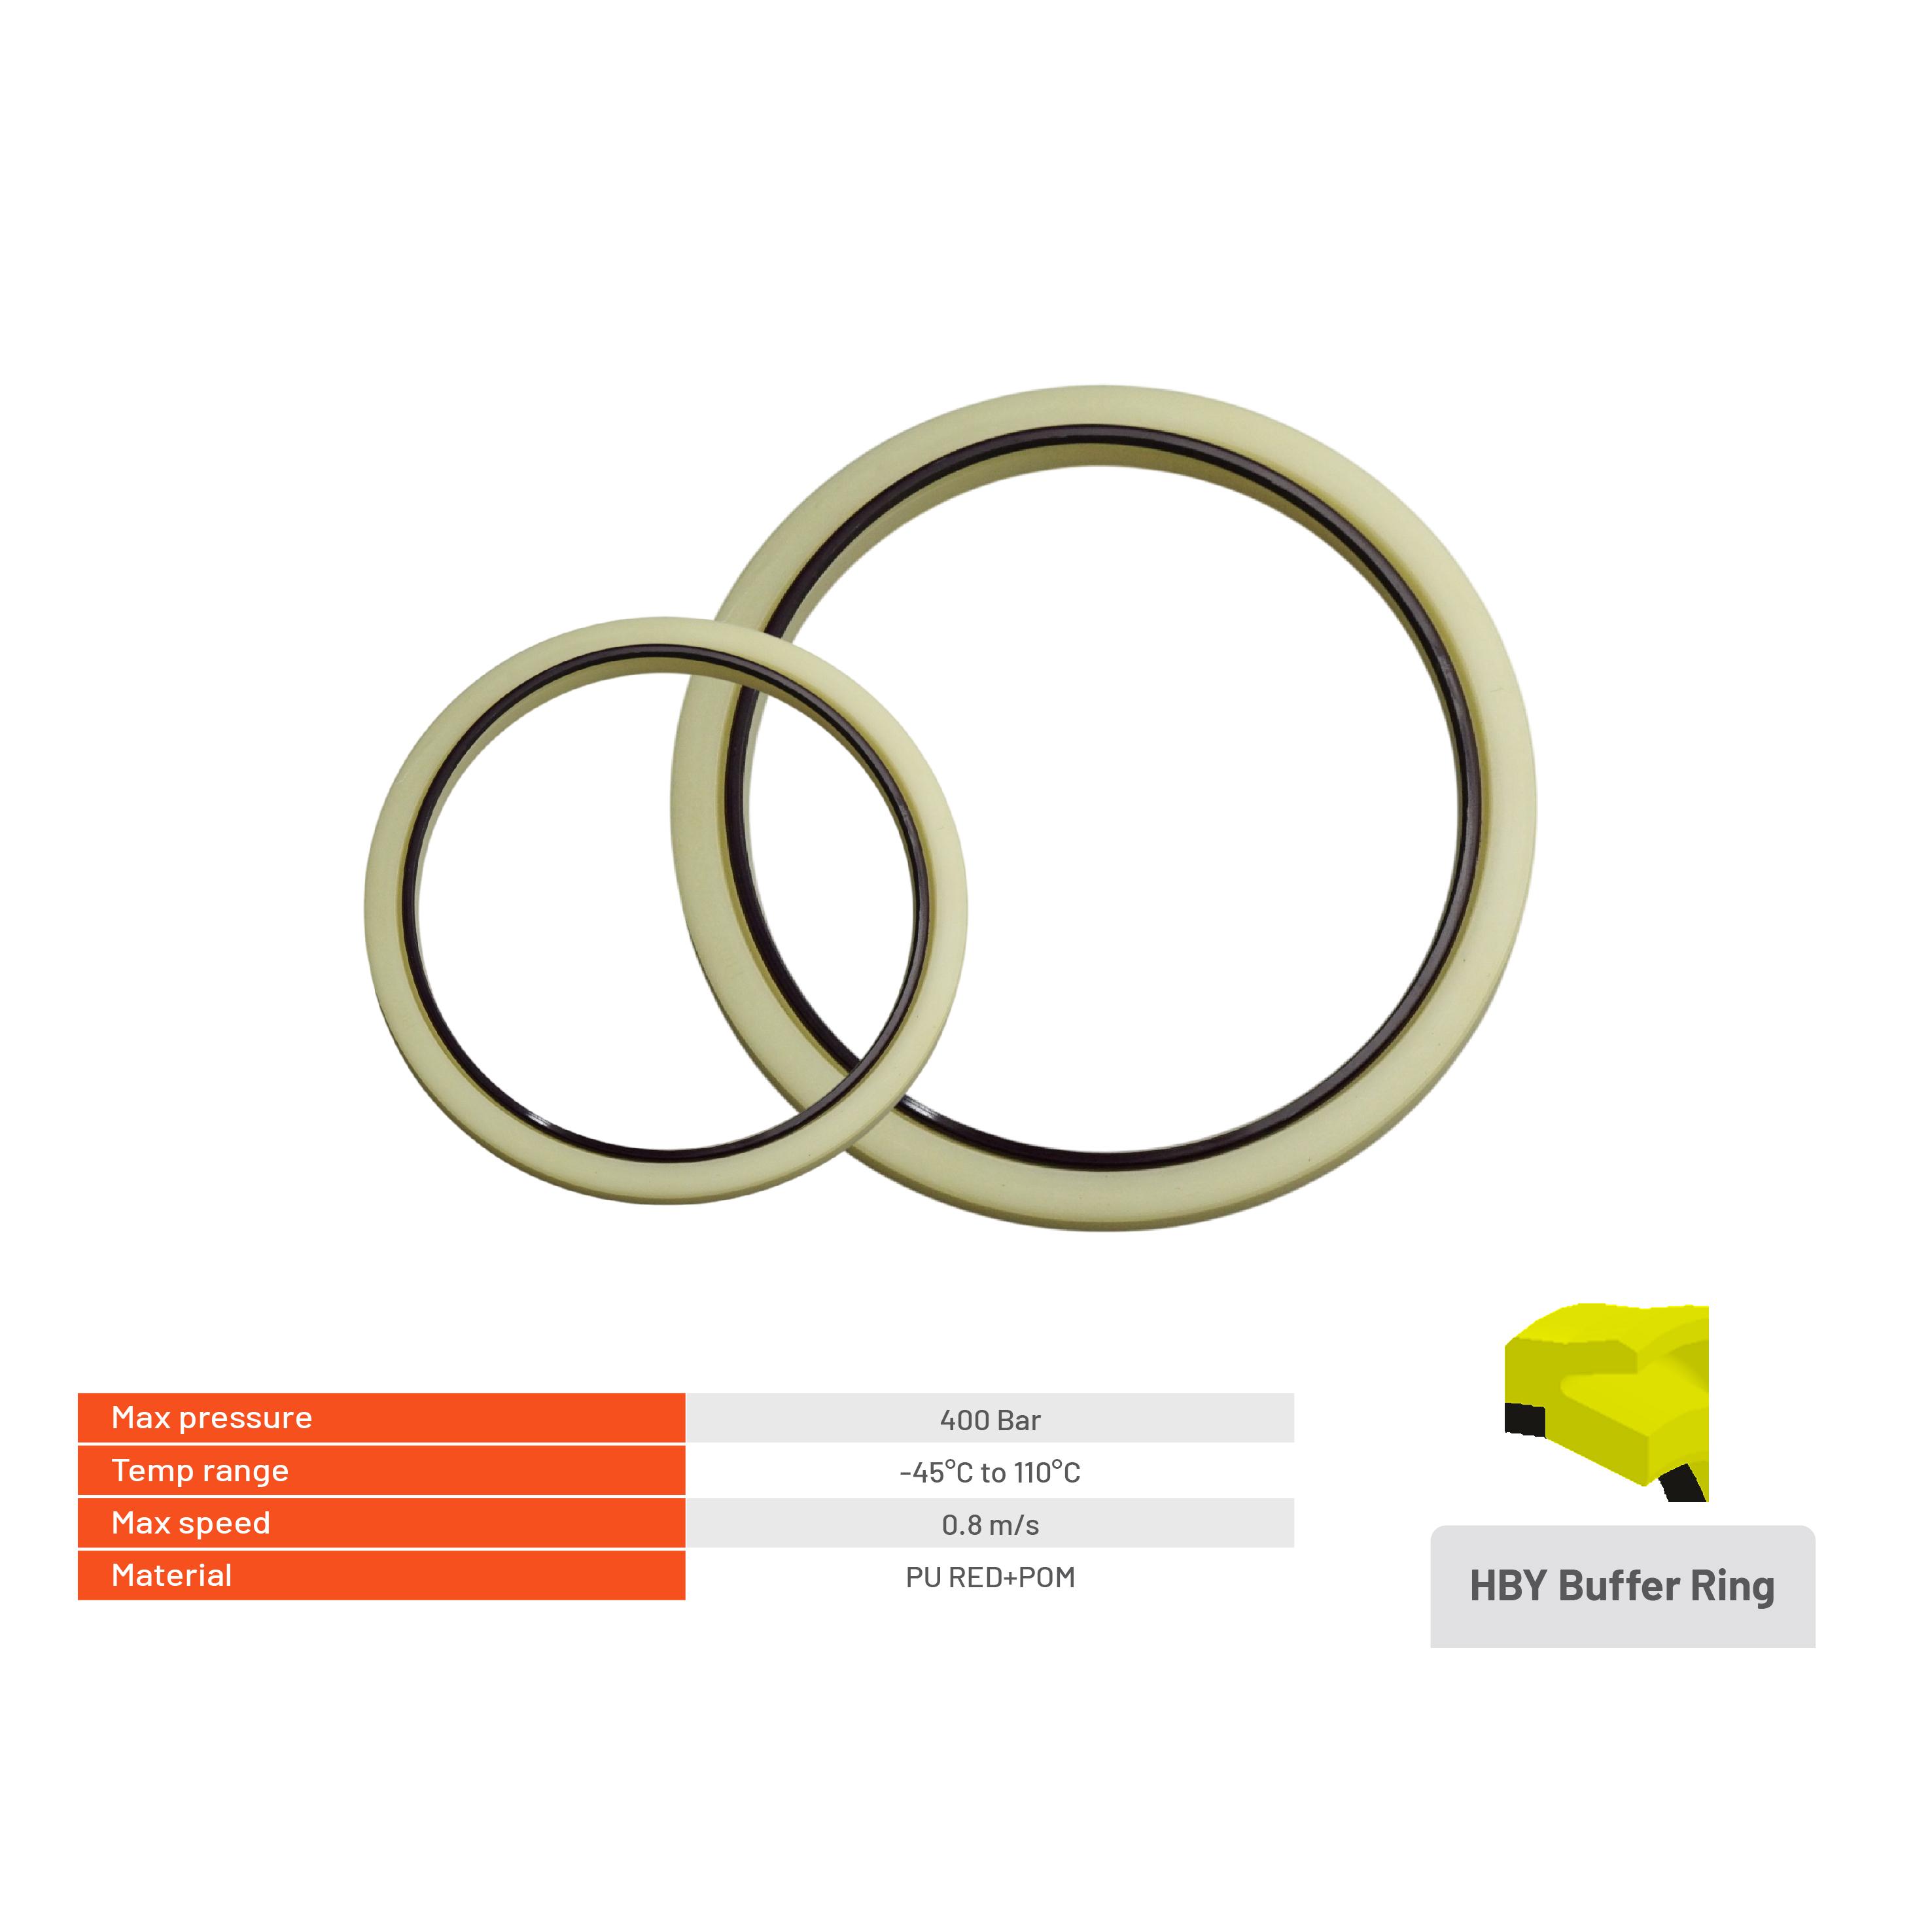 Max pressure 400 Bar
Temp range -45°C to 110°C
Max speed 0.8 m/s
Material PU RED+POM
HBY Buffer Ring